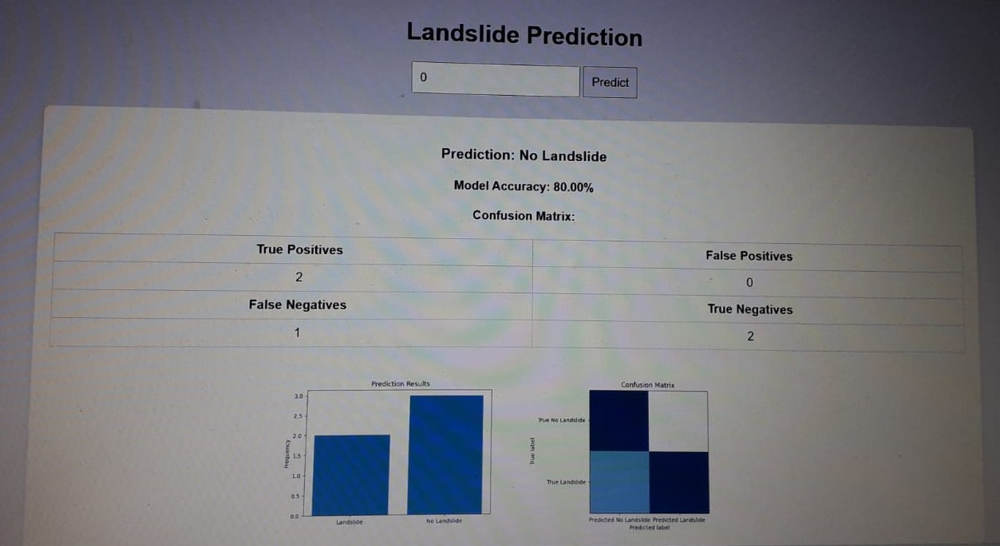 Landslide Prediction
0 Predict
Prediction: No Landslide
Model Accuracy: 80.00%
Confusion Matrix:
True Positives False Positives
2 0
False Negatives True Negatives
1 2
Prediction Results
3.0
2.5
2.0
1.5
1.0
0.5
0.0
Frequency
Landslide No Landslide
Confusion Matrix
True No Landslide
True Landslide
True label
Predicted No Landslide Predicted Landslide
Predicted label